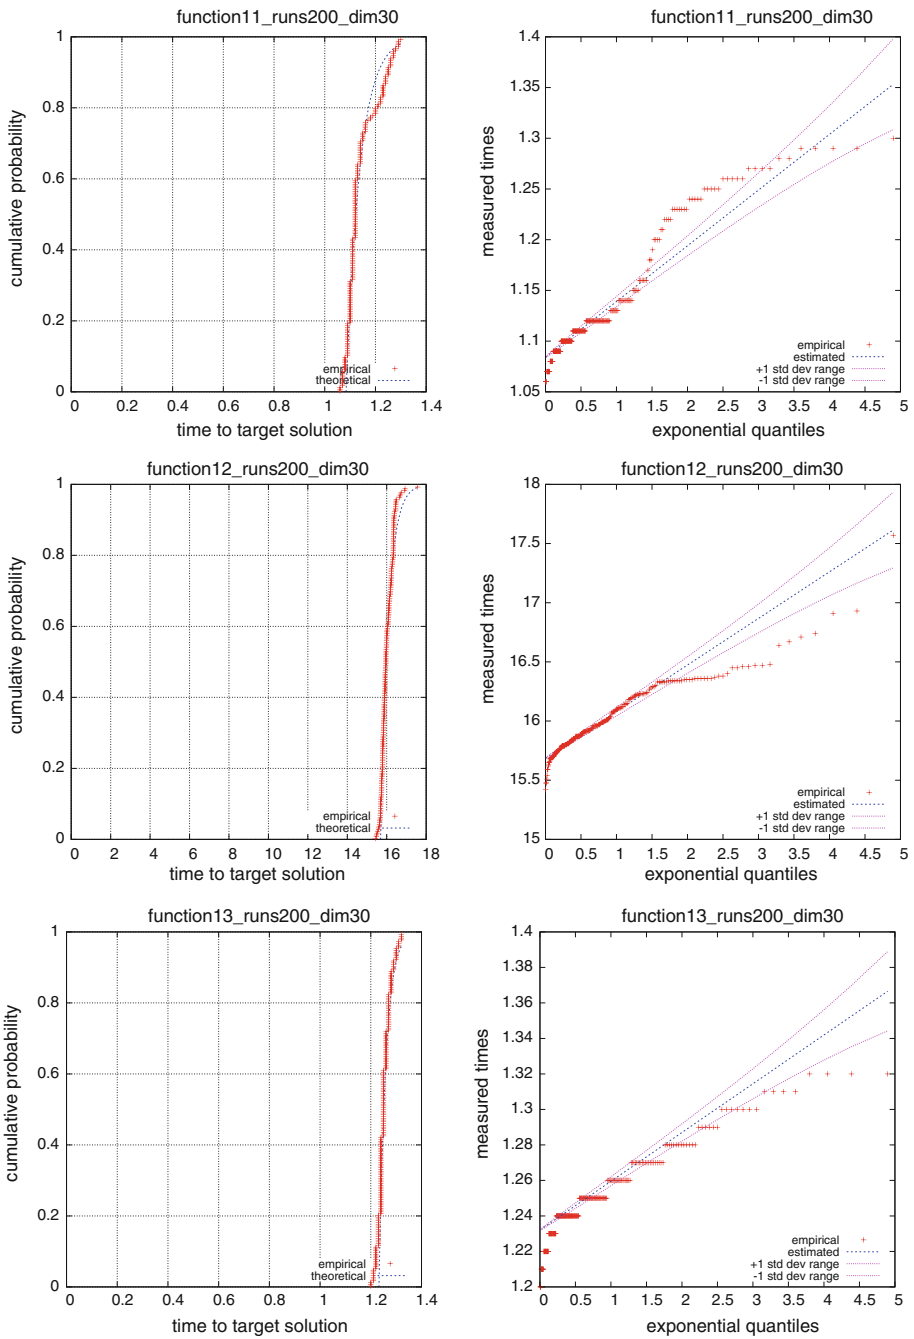 function11_runs200_dim30
1
0.8
0.6
0.4
0.2
0
cumulative probability
empirical
theoretical
0 0.2 0.4 0.6 0.8 1 1.2 1.4
time to target solution
function11_runs200_dim30
1.4
1.35
1.3
1.25
1.2
1.15
1.1
1.05
measured times
empirical
estimated
+1 std dev range
-1 std dev range
0 0.5 1 1.5 2 2.5 3 3.5 4 4.5 5
exponential quantiles
function12_runs200_dim30
1
0.8
0.6
0.4
0.2
0
cumulative probability
empirical
theoretical
0 2 4 6 8 10 12 14 16 18
time to target solution
function12_runs200_dim30
18
17.5
17
16.5
16
15.5
15
measured times
empirical
estimated
+1 std dev range
-1 std dev range
0 0.5 1 1.5 2 2.5 3 3.5 4 4.5 5
exponential quantiles
function13_runs200_dim30
1
0.8
0.6
0.4
0.2
0
cumulative probability
empirical
theoretical
0 0.2 0.4 0.6 0.8 1 1.2 1.4
time to target solution
function13_runs200_dim30
1.4
1.38
1.36
1.34
1.32
1.3
1.28
1.26
1.24
1.22
1.2
measured times
empirical
estimated
+1 std dev range
-1 std dev range
0 0.5 1 1.5 2 2.5 3 3.5 4 4.5 5
exponential quantiles